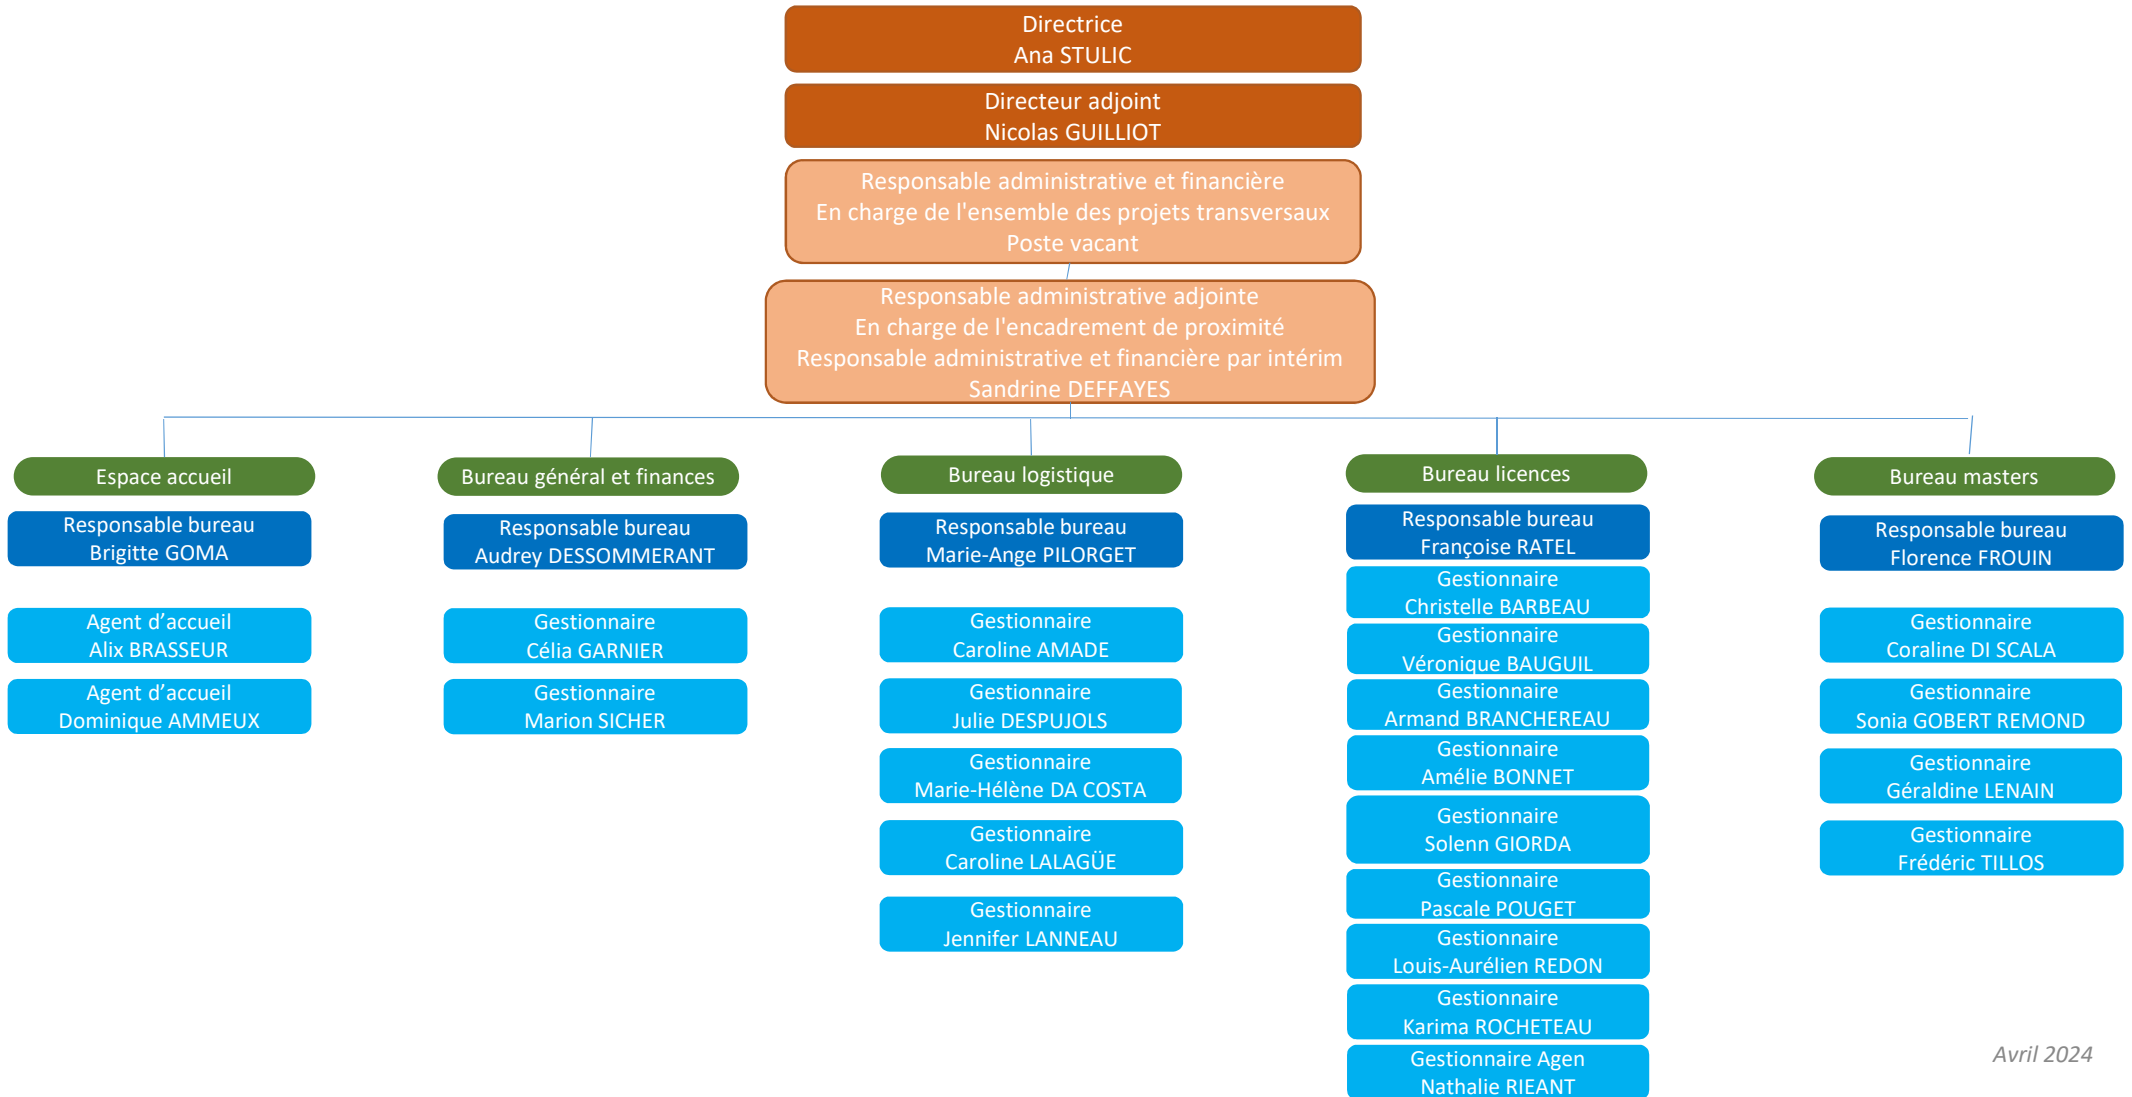 Directrice
Ana STULIC
Directeur adjoint
Nicolas GUILLIOT
Responsable administrative et financière
En charge de l'ensemble des projets transversaux
Poste vacant
Responsable administrative adjointe
En charge de l'encadrement de proximité
Responsable administrative et financière par intérim
Sandrine DEFFAYES
Espace accueil
Responsable bureau
Brigitte GOMA
Agent d’accueil
Alix BRASSEUR
Agent d’accueil
Dominique AMMEUX
Bureau général et finances
Responsable bureau
Audrey DESSOMMERANT
Gestionnaire
Célia GARNIER
Gestionnaire
Marion SICHER
Bureau logistique
Responsable bureau
Marie-Ange PILORGET
Gestionnaire
Caroline AMADE
Gestionnaire
Julie DESPUJOLS
Gestionnaire
Marie-Hélène DA COSTA
Gestionnaire
Caroline LALAGÜE
Gestionnaire
Jennifer LANNEAU
Bureau licences
Responsable bureau
Françoise RATEL
Gestionnaire
Christelle BARBEAU
Gestionnaire
Véronique BAUGUIL
Gestionnaire
Armand BRANCHEREAU
Gestionnaire
Amélie BONNET
Gestionnaire
Solenn GIORDA
Gestionnaire
Pascale POUGET
Gestionnaire
Louis-Aurélien REDON
Gestionnaire
Karima ROCHETEAU
Gestionnaire Agen
Nathalie RIEANT
Bureau masters
Responsable bureau
Florence FROUIN
Gestionnaire
Coraline DI SCALA
Gestionnaire
Sonia GOBERT REMOND
Gestionnaire
Géraldine LENAIN
Gestionnaire
Frédéric TILLOS
Avril 2024